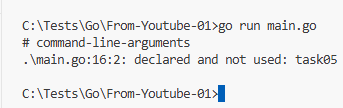 C:\Tests\Go\From-Youtube-01>go run main.go
# command-line-arguments
.\main.go:16:2: declared and not used: task05
C:\Tests\Go\From-Youtube-01>